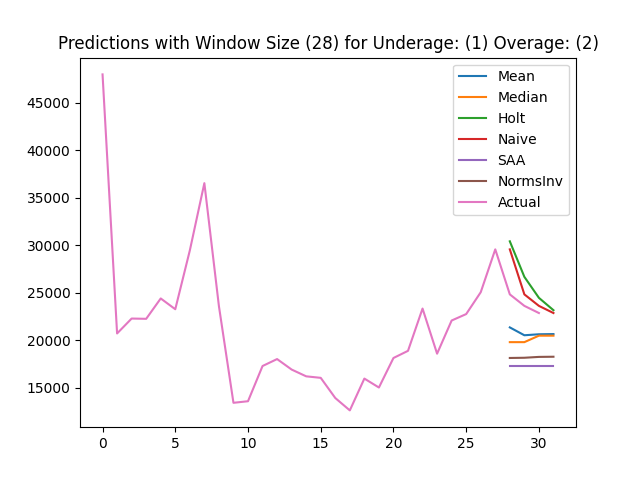 Predictions with Window Size (28) for Underage: (1) Overage: (2)
Mean
Median
Holt
Naive
SAA
NormsInv
Actual
45000
40000
35000
30000
25000
20000
15000
0 5 10 15 20 25 30